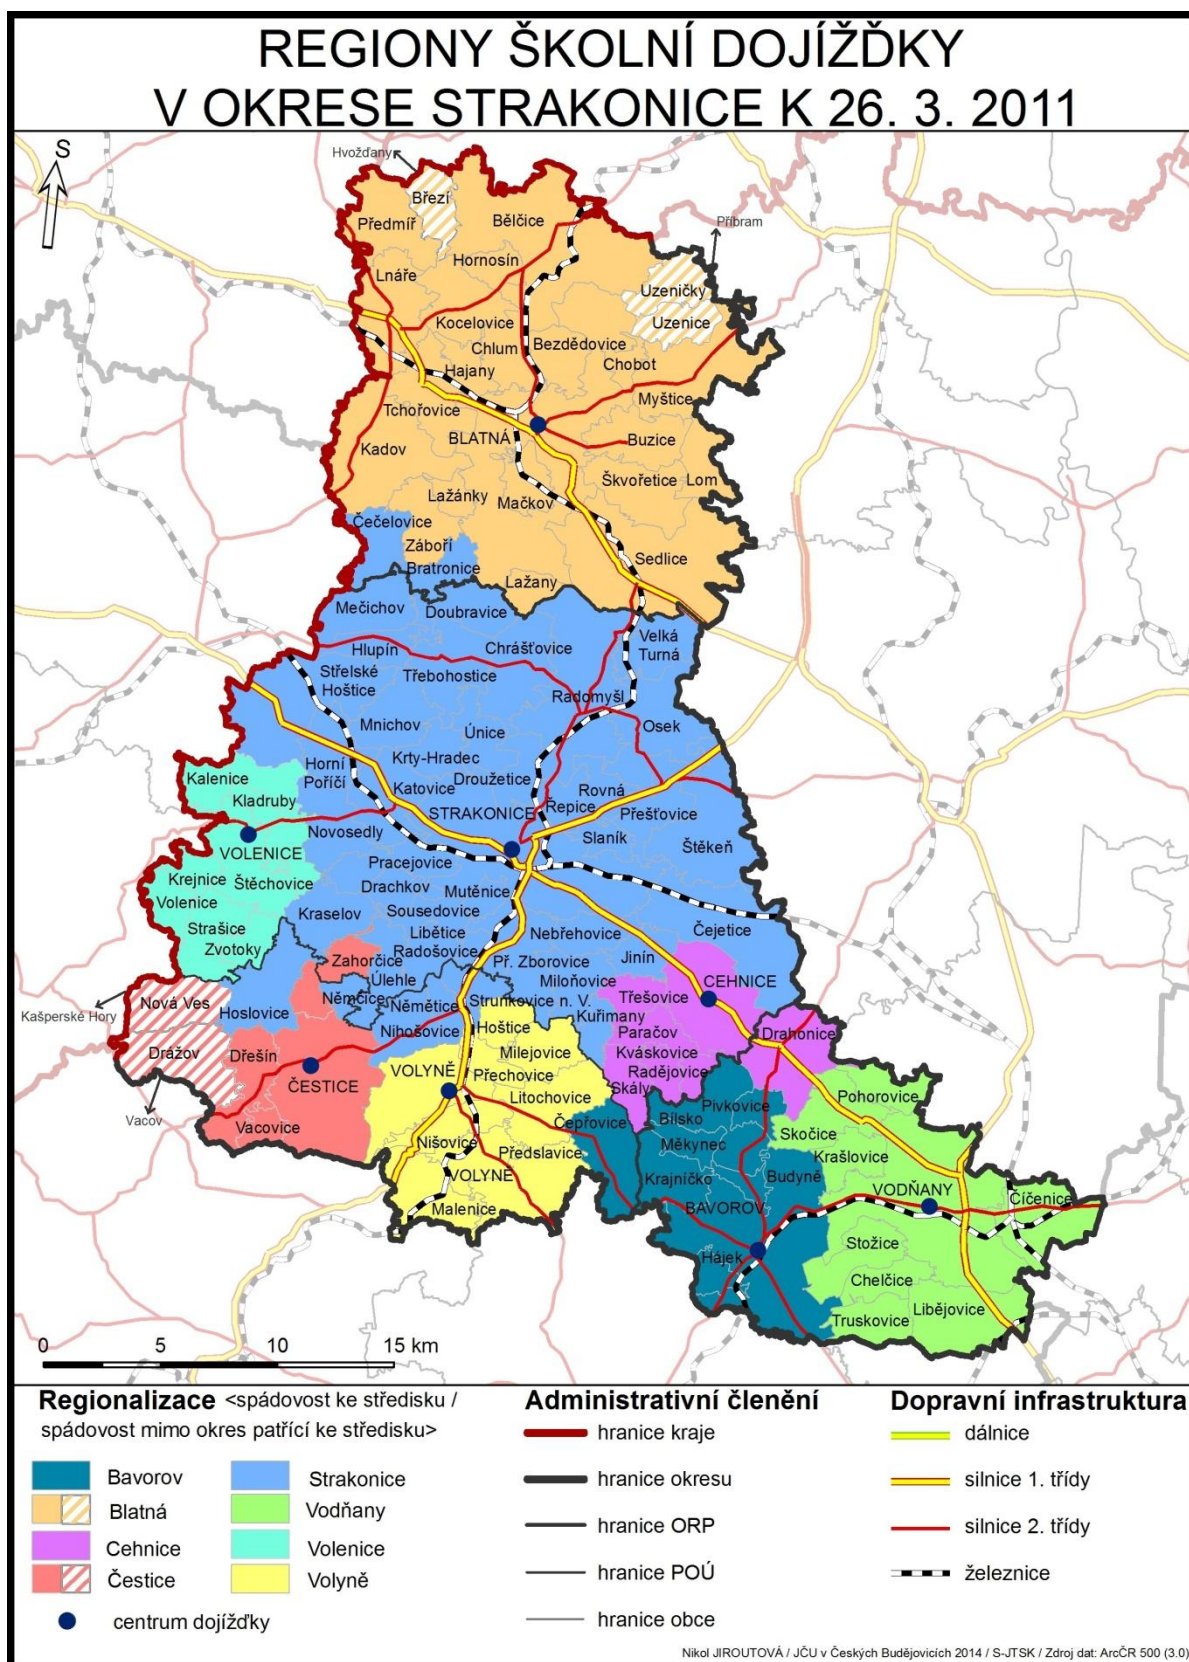 REGIONY ŠKOLNÍ DOJÍŽĎKY
V OKRESE STRAKONICE K 26. 3. 2011
S
Hvožďany
Březí
Předmíř
Bělčice
Příbram
Hornosín
Lnáře
Uzeničky
Uzenice
Kocelovice
Chlum
Bezdědovice
Chobot
Hajany
Myštice
Tchořovice
BLATNÁ
Buzice
Kadov
Škvořetice
Lom
Lažánky
Mačkov
Čečelovice
Záboří
Bratronice
Sedlice
Lažany
Mečichov
Doubravice
Velká
Turná
Hlupín
Chrášťovice
Střelské
Hoštice
Třebohostice
Radomyšl
Mnichov
Únice
Osek
Horní
Poříčí
Krty-Hradec
Kalenice
Katovice
Droužetice
Rovná
Kladruby
STRAKONICE
Řepice
Přešťovice
Novosedly
Slaník
Štěkeň
VOLENICE
Pracejovice
Krejnice
Štěchovice
Drachkov
Mutěnice
Volenice
Kraselov
Sousedovice
Strašice
Libětice
Nebřehovice
Čejetice
Zvotoky
Zahorčice
Radošovice
Př. Zborovice
Jinín
Úlehle
Miloňovice
CEHNICE
Nová Ves
Němčice
Němětice
Strunkovice n. V.
Třešovice
Kašperské Hory
Hoslovice
Kuřimany
Nihošovice
Hoštice
Paračov
Drahonice
Drážov
Dřešín
Milejovice
Kváskovice
ČESTICE
VOLYNĚ
Přechovice
Radějovice
Skály
Litochovice
Pohorovice
Vacov
Vacovice
Čepřovice
Bílsko
Pivkovice
Nišovice
Předslavice
Měkynec
Skočice
Krašlovice
VOLYNĚ
Krajníčko
Budyně
VODŇANY
Číčenice
Malenice
BAVOROV
Hájek
Stožice
Chelčice
Libějovice
Truskovice
0 5 10 15 km
Regionalizace <spádovost ke středisku /
spádovost mimo okres patřící ke středisku>
Bavorov
Blatná
Cehnice
Čestice
Strakonice
Vodňany
Volenice
Volyně
centrum dojížďky
Administrativní členění
hranice kraje
hranice okresu
hranice ORP
hranice POÚ
hranice obce
Dopravní infrastruktura
dálnice
silnice 1. třídy
silnice 2. třídy
železnice
Nikol JIROUTOVÁ / JČU v Českých Budějovicích 2014 / S-JTSK / Zdroj dat: ArcČR 500 (3.0)